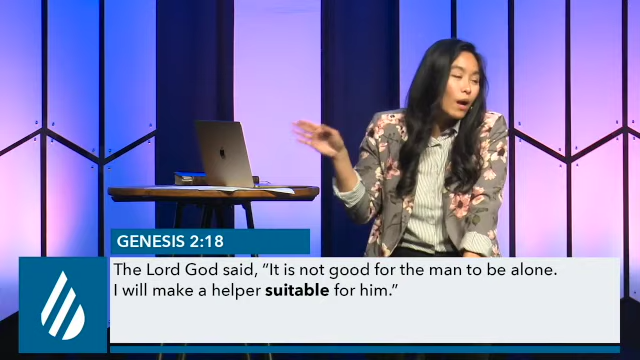 GENESIS 2:18
The Lord God said, “It is not good for the man to be alone.
I will make a helper suitable for him.”